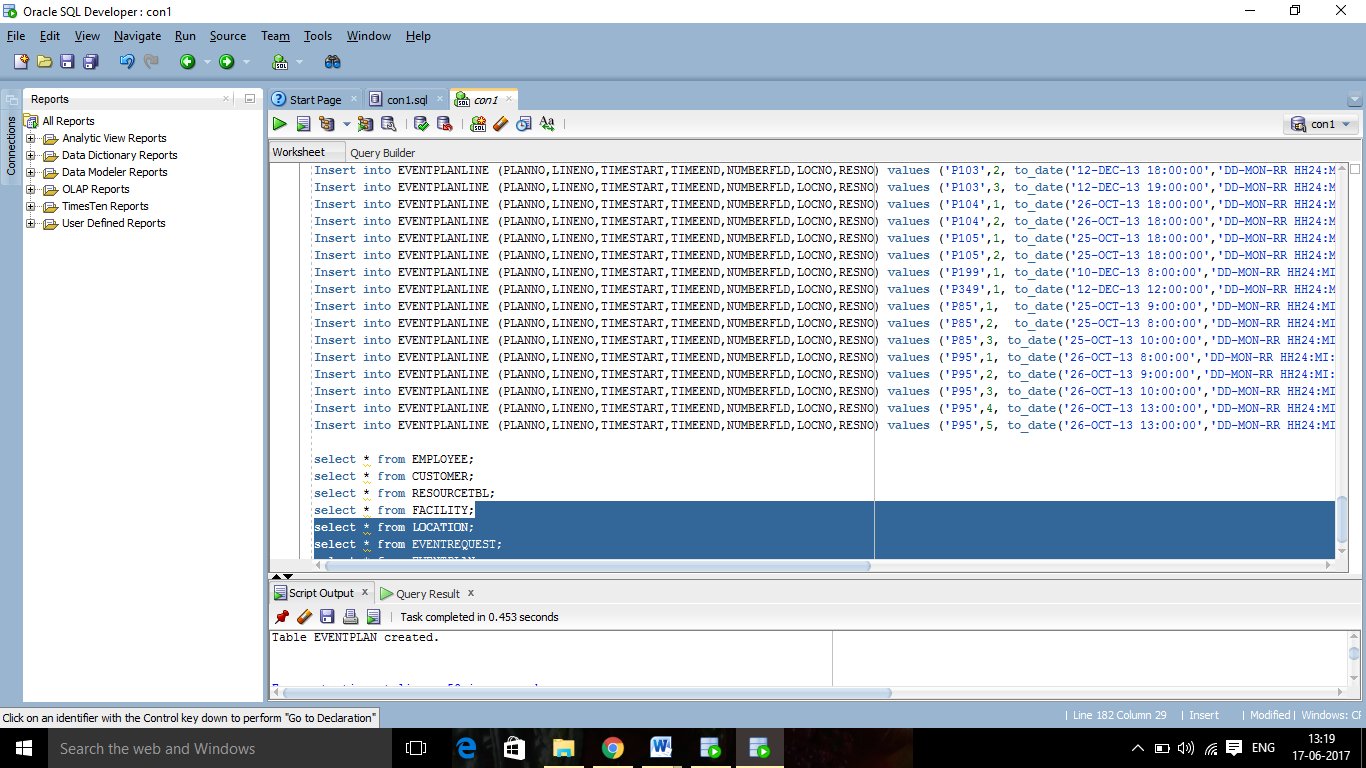 Oracle SQL Developer : con1
File Edit View Navigate Run Source Team Tools Window Help
Connections
Reports
All Reports
Analytic View Reports
Data Dictionary Reports
Data Modeler Reports
OLAP Reports
TimesTen Reports
User Defined Reports
Start Page con1.sql con1
con1
Worksheet Query Builder
Insert into EVENTPLANLINE (PLANNO,LINENO,TIMESTART,TIMEEND,NUMBERFLD,LOCNO,RESNO) values ('P103',2, to_date('12-DEC-13 18:00:00','DD-MON-RR HH24:M
Insert into EVENTPLANLINE (PLANNO,LINENO,TIMESTART,TIMEEND,NUMBERFLD,LOCNO,RESNO) values ('P103',3, to_date('12-DEC-13 19:00:00','DD-MON-RR HH24:M
Insert into EVENTPLANLINE (PLANNO,LINENO,TIMESTART,TIMEEND,NUMBERFLD,LOCNO,RESNO) values ('P104',1, to_date('26-OCT-13 18:00:00','DD-MON-RR HH24:M
Insert into EVENTPLANLINE (PLANNO,LINENO,TIMESTART,TIMEEND,NUMBERFLD,LOCNO,RESNO) values ('P104',2, to_date('26-OCT-13 18:00:00','DD-MON-RR HH24:M
Insert into EVENTPLANLINE (PLANNO,LINENO,TIMESTART,TIMEEND,NUMBERFLD,LOCNO,RESNO) values ('P105',1, to_date('25-OCT-13 18:00:00','DD-MON-RR HH24:M
Insert into EVENTPLANLINE (PLANNO,LINENO,TIMESTART,TIMEEND,NUMBERFLD,LOCNO,RESNO) values ('P105',2, to_date('25-OCT-13 18:00:00','DD-MON-RR HH24:M
Insert into EVENTPLANLINE (PLANNO,LINENO,TIMESTART,TIMEEND,NUMBERFLD,LOCNO,RESNO) values ('P199',1, to_date('10-DEC-13 8:00:00','DD-MON-RR HH24:MI
Insert into EVENTPLANLINE (PLANNO,LINENO,TIMESTART,TIMEEND,NUMBERFLD,LOCNO,RESNO) values ('P349',1, to_date('12-DEC-13 12:00:00','DD-MON-RR HH24:M
Insert into EVENTPLANLINE (PLANNO,LINENO,TIMESTART,TIMEEND,NUMBERFLD,LOCNO,RESNO) values ('P85',1, to_date('25-OCT-13 9:00:00','DD-MON-RR HH24:MI
Insert into EVENTPLANLINE (PLANNO,LINENO,TIMESTART,TIMEEND,NUMBERFLD,LOCNO,RESNO) values ('P85',2, to_date('25-OCT-13 8:00:00','DD-MON-RR HH24:MI
Insert into EVENTPLANLINE (PLANNO,LINENO,TIMESTART,TIMEEND,NUMBERFLD,LOCNO,RESNO) values ('P85',3, to_date('25-OCT-13 10:00:00','DD-MON-RR HH24:MI
Insert into EVENTPLANLINE (PLANNO,LINENO,TIMESTART,TIMEEND,NUMBERFLD,LOCNO,RESNO) values ('P95',1, to_date('26-OCT-13 8:00:00','DD-MON-RR HH24:MI:
Insert into EVENTPLANLINE (PLANNO,LINENO,TIMESTART,TIMEEND,NUMBERFLD,LOCNO,RESNO) values ('P95',2, to_date('26-OCT-13 9:00:00','DD-MON-RR HH24:MI:
Insert into EVENTPLANLINE (PLANNO,LINENO,TIMESTART,TIMEEND,NUMBERFLD,LOCNO,RESNO) values ('P95',3, to_date('26-OCT-13 10:00:00','DD-MON-RR HH24:MI
Insert into EVENTPLANLINE (PLANNO,LINENO,TIMESTART,TIMEEND,NUMBERFLD,LOCNO,RESNO) values ('P95',4, to_date('26-OCT-13 13:00:00','DD-MON-RR HH24:MI
Insert into EVENTPLANLINE (PLANNO,LINENO,TIMESTART,TIMEEND,NUMBERFLD,LOCNO,RESNO) values ('P95',5, to_date('26-OCT-13 13:00:00','DD-MON-RR HH24:MI
select * from EMPLOYEE;
select * from CUSTOMER;
select * from RESOURCETBL;
select * from FACILITY;
select * from LOCATION;
select * from EVENTREQUEST;
Script Output Query Result
Task completed in 0.453 seconds
Table EVENTPLAN created.
Click on an identifier with the Control key down to perform "Go to Declaration"
Line 182 Column 29 Insert Modified Windows: CF
Search the web and Windows
ENG
13:19
17-06-2017